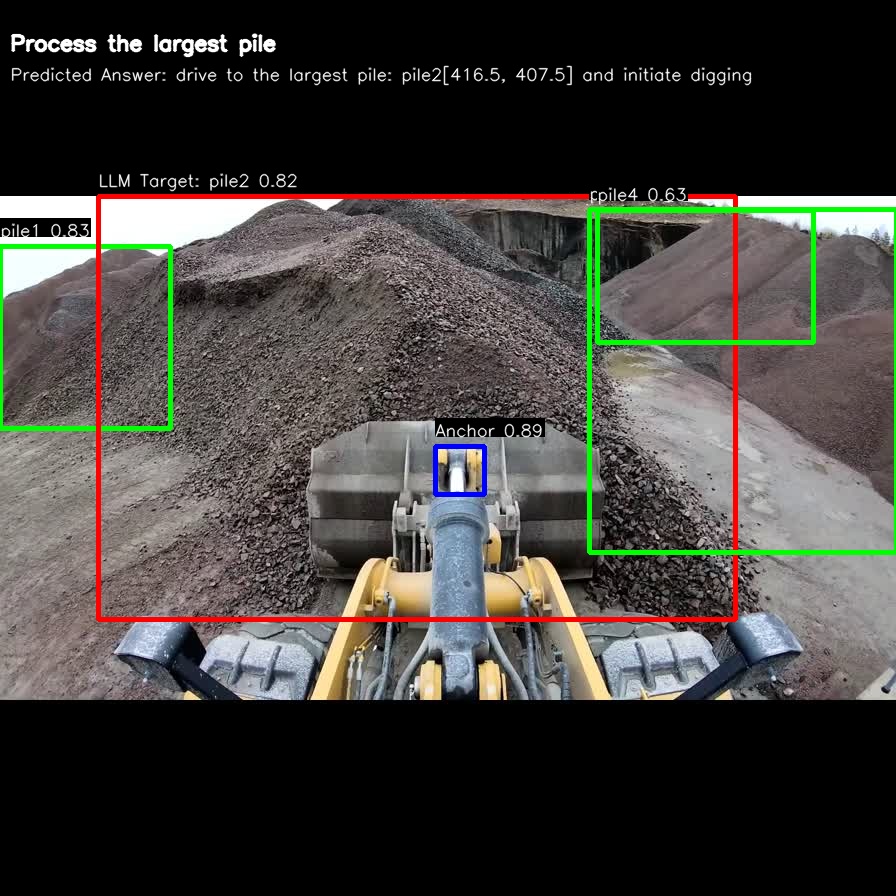 Process the largest pile
Predicted Answer: drive to the largest pile: pile2[416.5, 407.5] and initiate digging
LLM Target: pile2 0.82
pile4 0.63
pile1 0.83
Anchor 0.89